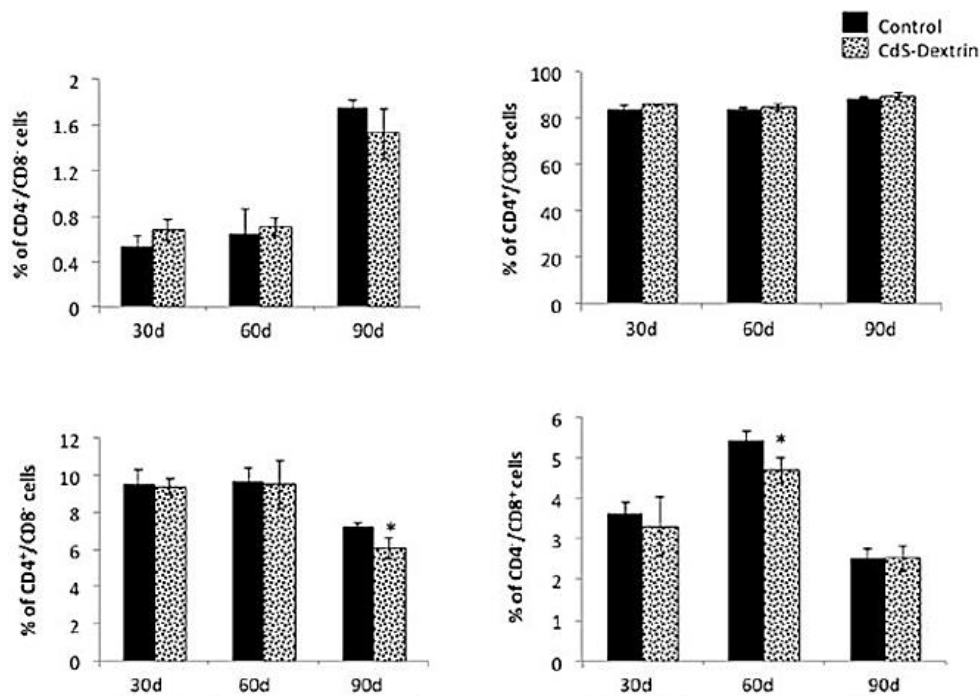 Control
CdS-Dextrin
% of CD4⁻/CD8⁻ cells
2
1.6
1.2
0.8
0.4
0
30d 60d 90d
% of CD4⁺/CD8⁺ cells
100
80
60
40
20
0
30d 60d 90d
% of CD4⁺/CD8⁻ cells
12
10
8
6
4
2
0
*
30d 60d 90d
% of CD4⁻/CD8⁺ cells
6
5
4
3
2
1
0
*
30d 60d 90d